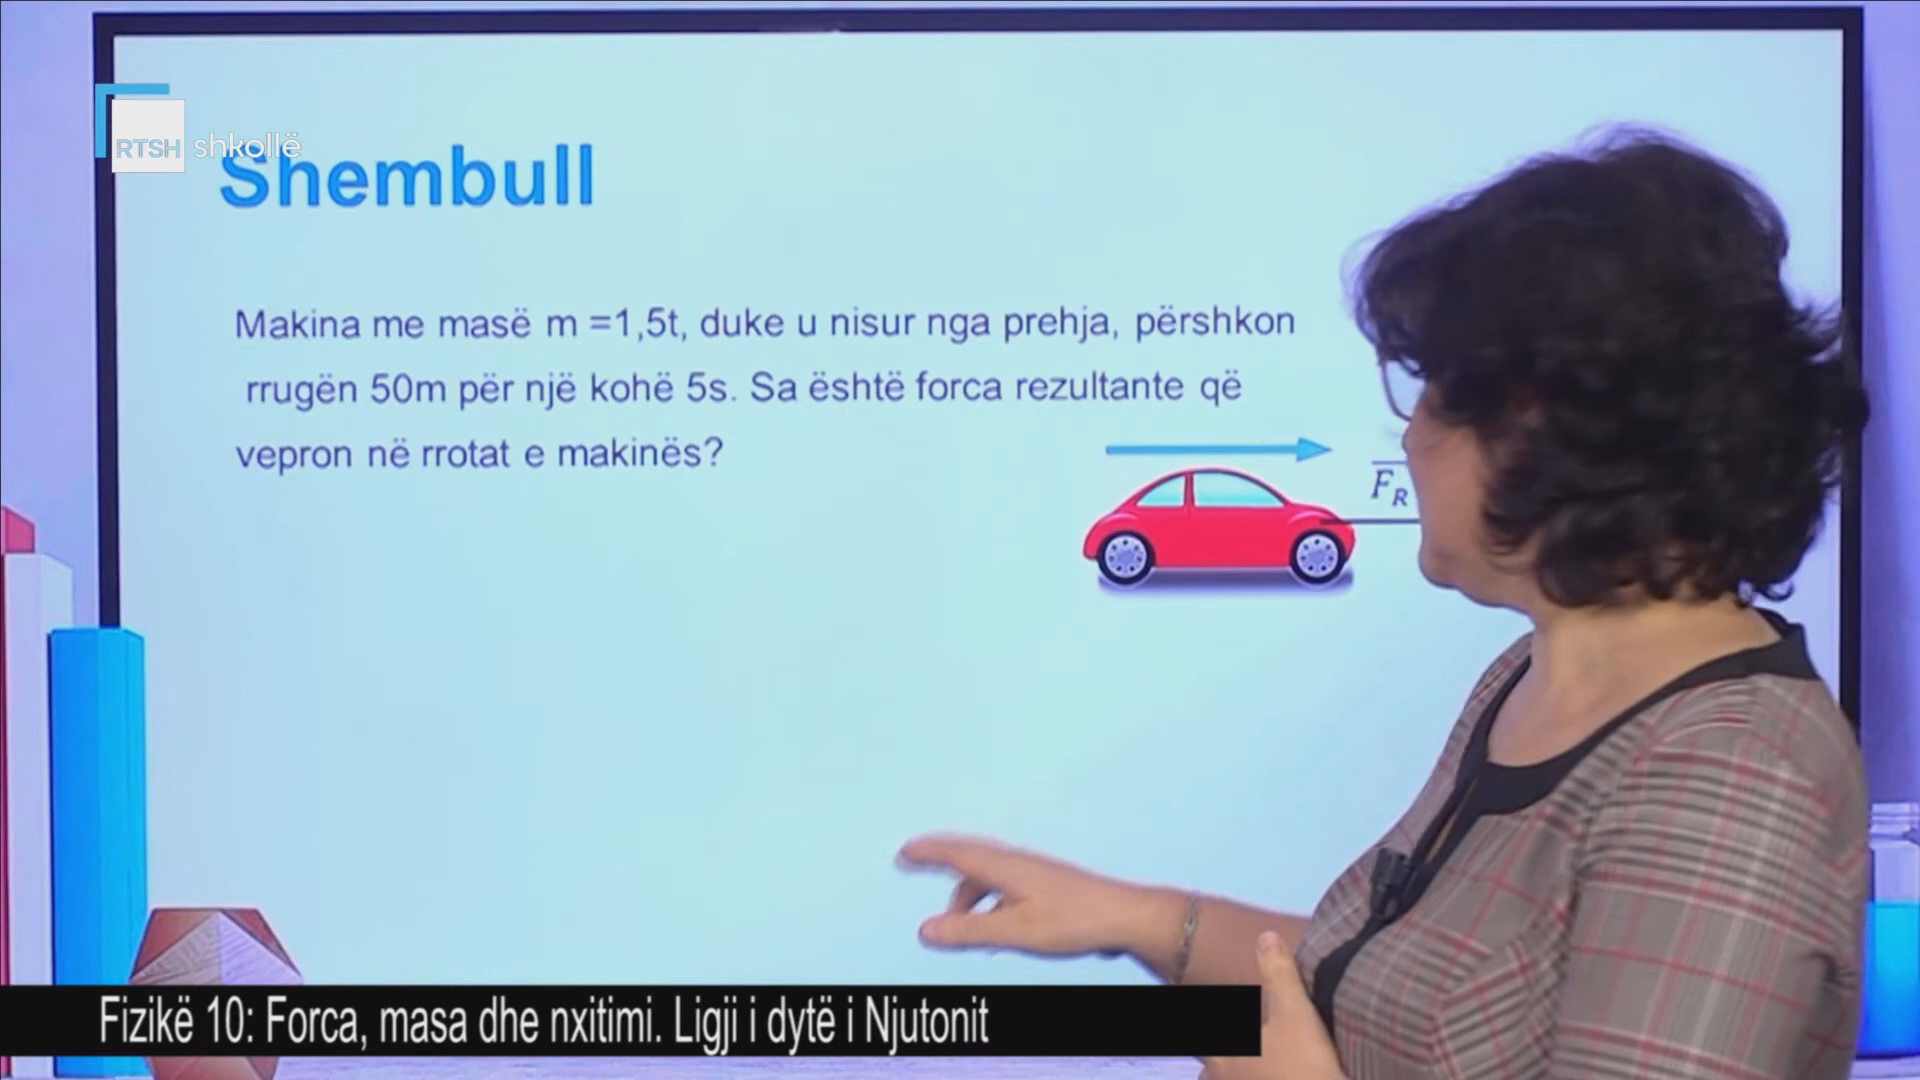 RTSH shkollë
Shembull
Makina me masë m =1,5t, duke u nisur nga prehja, përshkon
rrugën 50m për një kohë 5s. Sa është forca rezultante që
vepron në rrotat e makinës?
F_R
Fizikë 10: Forca, masa dhe nxitimi. Ligji i dytë i Njutonit